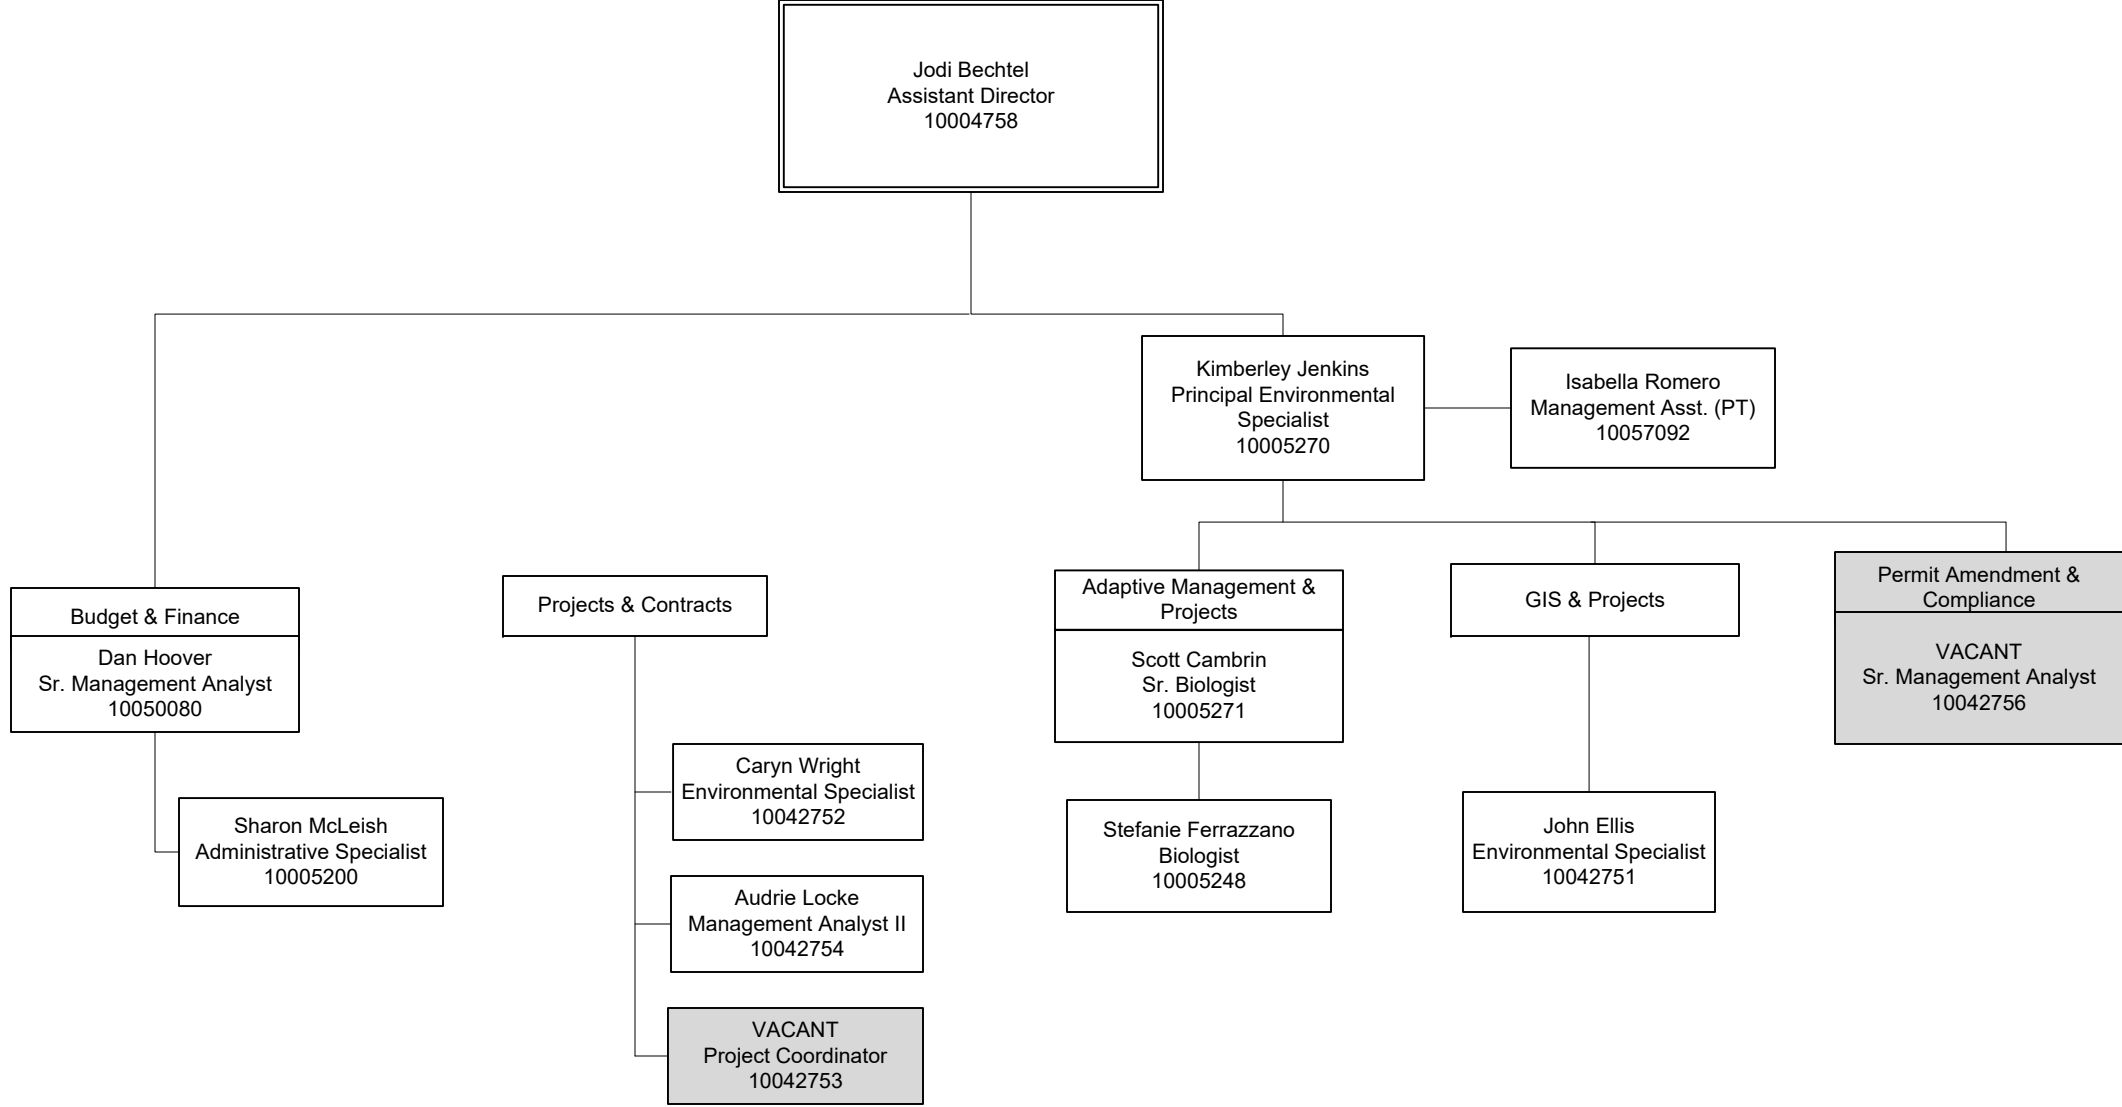 Jodi Bechtel
Assistant Director
10004758
Kimberley Jenkins
Principal Environmental
Specialist
10005270
Isabella Romero
Management Asst. (PT)
10057092
Budget & Finance
Dan Hoover
Sr. Management Analyst
10050080
Sharon McLeish
Administrative Specialist
10005200
Projects & Contracts
Caryn Wright
Environmental Specialist
10042752
Audrie Locke
Management Analyst II
10042754
VACANT
Project Coordinator
10042753
Adaptive Management &
Projects
Scott Cambrin
Sr. Biologist
10005271
Stefanie Ferrazzano
Biologist
10005248
GIS & Projects
John Ellis
Environmental Specialist
10042751
Permit Amendment &
Compliance
VACANT
Sr. Management Analyst
10042756